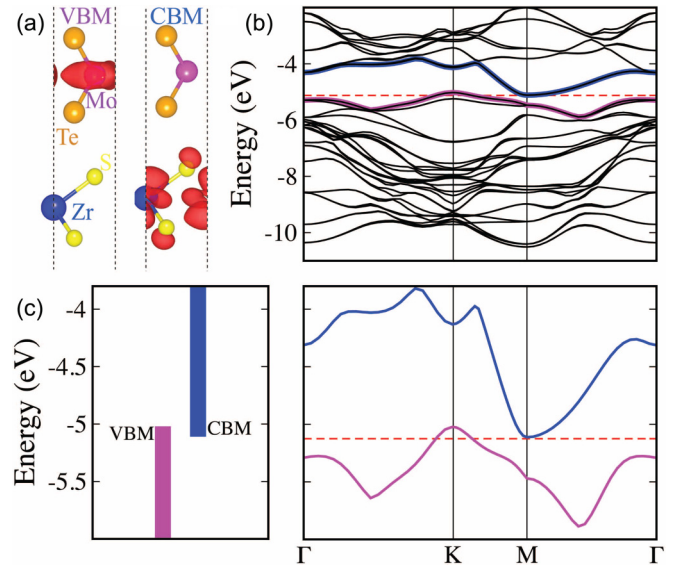 (a)
VBM
CBM
Mo
Te
S
Zr
(b)
Energy (eV)
-4
-6
-8
-10
(c)
Energy (eV)
-4
-4.5
-5
-5.5
VBM
CBM
Γ
K
M
Γ